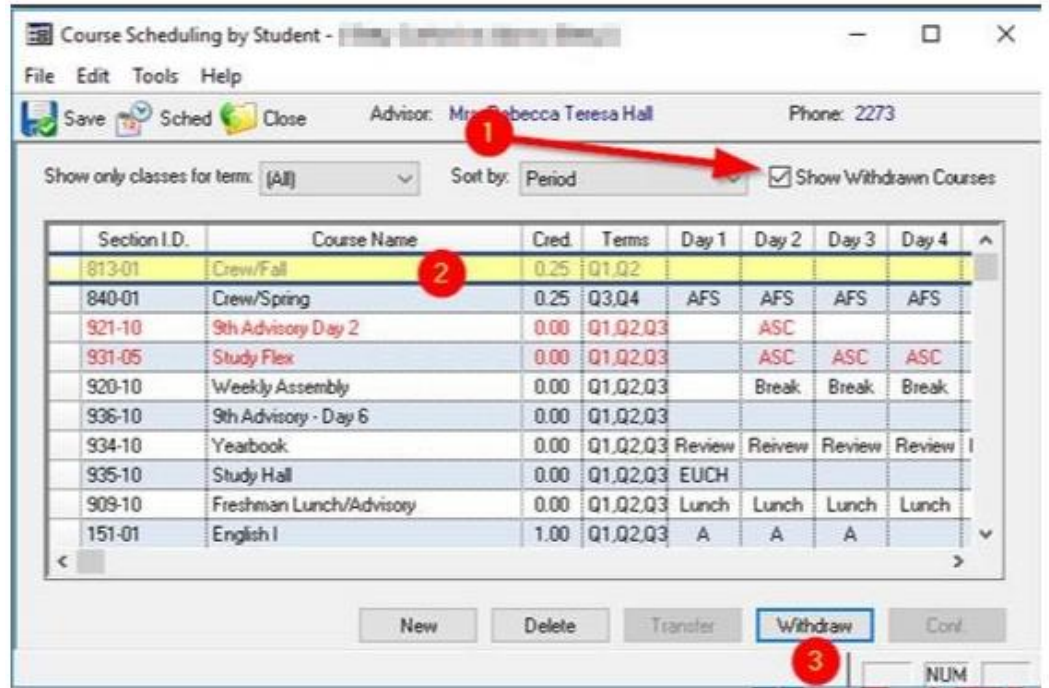 Course Scheduling by Student -
File Edit Tools Help
Save Sched Close Advisor: Teresa Hall Phone: 2273
1
Show only classes for term: (All) Sort by: Period Show Withdrawn Courses
Section I.D. Course Name Cred. Terms Day 1 Day 2 Day 3 Day 4
813-01 Crew/Fall 2 0.25 Q1,Q2
840-01 Crew/Spring 0.25 Q3,Q4 AFS AFS AFS AFS
921-10 9th Advisory Day 2 0.00 Q1,Q2,Q3 ASC
931-05 Study Flex 0.00 Q1,Q2,Q3 ASC ASC ASC
920-10 Weekly Assembly 0.00 Q1,Q2,Q3 Break Break Break
936-10 9th Advisory - Day 6 0.00 Q1,Q2,Q3
934-10 Yearbook 0.00 Q1,Q2,Q3 Review Reivew Review Review
935-10 Study Hall 0.00 Q1,Q2,Q3 EUCH
909-10 Freshman Lunch/Advisory 0.00 Q1,Q2,Q3 Lunch Lunch Lunch Lunch
151-01 English I 1.00 Q1,Q2,Q3 A A A
New Delete Transfer Withdraw Conf.
3
NUM